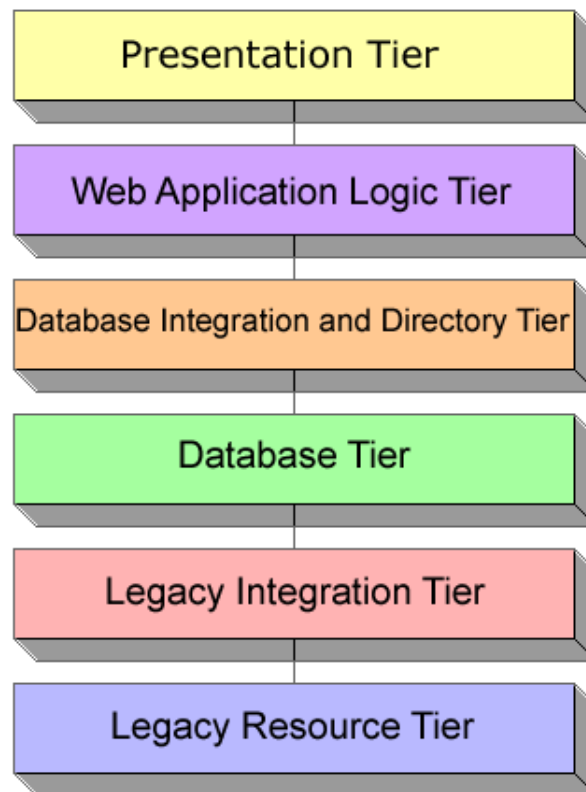 Presentation Tier
Web Application Logic Tier
Database Integration and Directory Tier
Database Tier
Legacy Integration Tier
Legacy Resource Tier